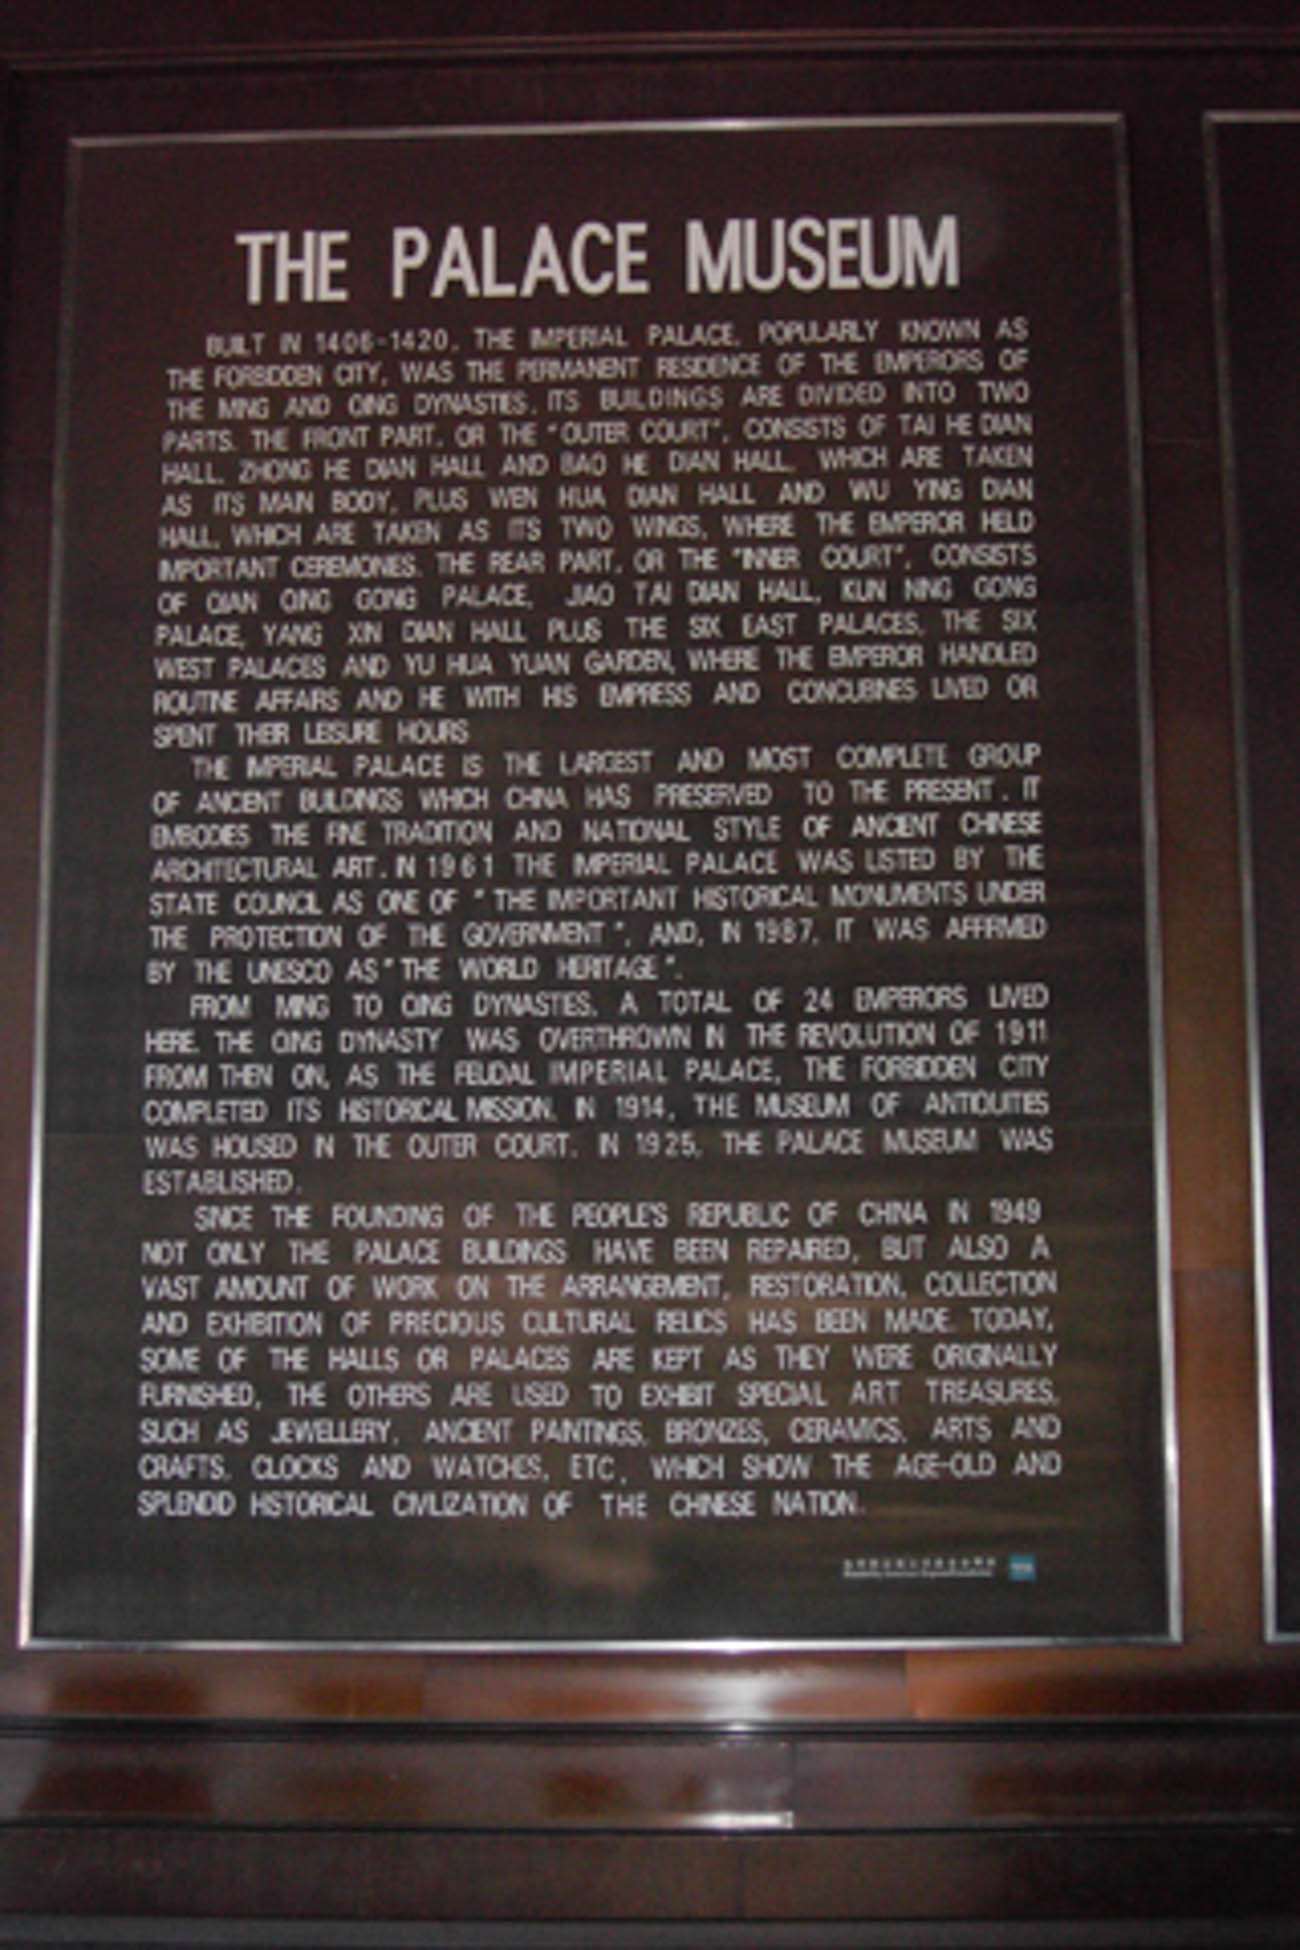 THE PALACE MUSEUM
BUILT IN 1406-1420, THE IMPERIAL PALACE, POPULARLY KNOWN AS
THE FORBIDDEN CITY, WAS THE PERMANENT RESIDENCE OF THE EMPERORS OF
THE MING AND QING DYNASTIES. ITS BUILDINGS ARE DIVIDED INTO TWO
PARTS. THE FRONT PART, OR THE "OUTER COURT", CONSISTS OF TAI HE DIAN
HALL, ZHONG HE DIAN HALL AND BAO HE DIAN HALL, WHICH ARE TAKEN
AS ITS MAIN BODY, PLUS WEN HUA DIAN HALL AND WU YING DIAN
HALL, WHICH ARE TAKEN AS ITS TWO WINGS, WHERE THE EMPEROR HELD
IMPORTANT CEREMONIES. THE REAR PART, OR THE "INNER COURT", CONSISTS
OF QIAN QING GONG PALACE, JIAO TAI DIAN HALL, KUN NING GONG
PALACE, YANG XIN DIAN HALL PLUS THE SIX EAST PALACES, THE SIX
WEST PALACES AND YU HUA YUAN GARDEN, WHERE THE EMPEROR HANDLED
ROUTINE AFFAIRS AND HE WITH HIS EMPRESS AND CONCUBINES LIVED OR
SPENT THEIR LEISURE HOURS
THE IMPERIAL PALACE IS THE LARGEST AND MOST COMPLETE GROUP
OF ANCIENT BUILDINGS WHICH CHINA HAS PRESERVED TO THE PRESENT. IT
EMBODIES THE FINE TRADITION AND NATIONAL STYLE OF ANCIENT CHINESE
ARCHITECTURAL ART. IN 1961 THE IMPERIAL PALACE WAS LISTED BY THE
STATE COUNCIL AS ONE OF "THE IMPORTANT HISTORICAL MONUMENTS UNDER
THE PROTECTION OF THE GOVERNMENT", AND, IN 1987, IT WAS AFFIRMED
BY THE UNESCO AS "THE WORLD HERITAGE".
FROM MING TO QING DYNASTIES, A TOTAL OF 24 EMPERORS LIVED
HERE. THE QING DYNASTY WAS OVERTHROWN IN THE REVOLUTION OF 1911
FROM THEN ON, AS THE FEUDAL IMPERIAL PALACE, THE FORBIDDEN CITY
COMPLETED ITS HISTORICAL MISSION. IN 1914, THE MUSEUM OF ANTIQUITIES
WAS HOUSED IN THE OUTER COURT. IN 1925, THE PALACE MUSEUM WAS
ESTABLISHED.
SINCE THE FOUNDING OF THE PEOPLE'S REPUBLIC OF CHINA IN 1949
NOT ONLY THE PALACE BUILDINGS HAVE BEEN REPAIRED, BUT ALSO A
VAST AMOUNT OF WORK ON THE ARRANGEMENT, RESTORATION, COLLECTION
AND EXHIBITION OF PRECIOUS CULTURAL RELICS HAS BEEN MADE. TODAY,
SOME OF THE HALLS OR PALACES ARE KEPT AS THEY WERE ORIGINALLY
FURNISHED, THE OTHERS ARE USED TO EXHIBIT SPECIAL ART TREASURES,
SUCH AS JEWELLERY, ANCIENT PAINTINGS, BRONZES, CERAMICS, ARTS AND
CRAFTS, CLOCKS AND WATCHES, ETC, WHICH SHOW THE AGE-OLD AND
SPLENDID HISTORICAL CIVILIZATION OF THE CHINESE NATION.